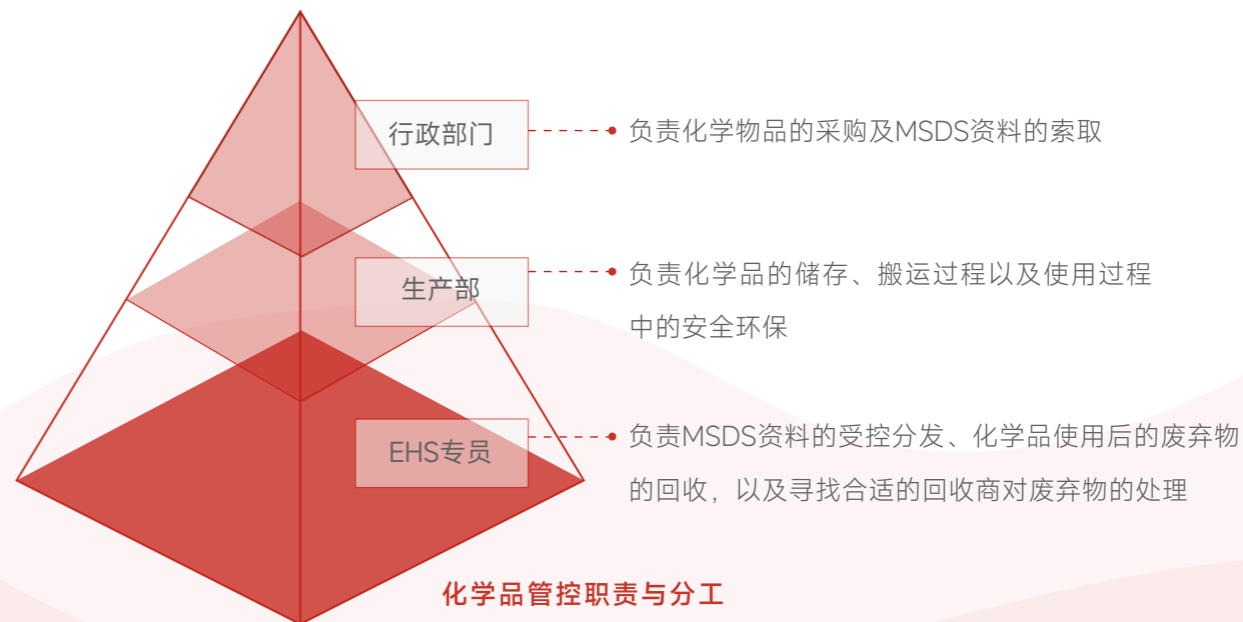 行政部门
负责化学物品的采购及MSDS资料的索取
生产部
负责化学品的储存、搬运过程以及使用过程
中的安全环保
EHS专员
负责MSDS资料的受控分发、化学品使用后的废弃物
的回收，以及寻找合适的回收商对废弃物的处理
化学品管控职责与分工